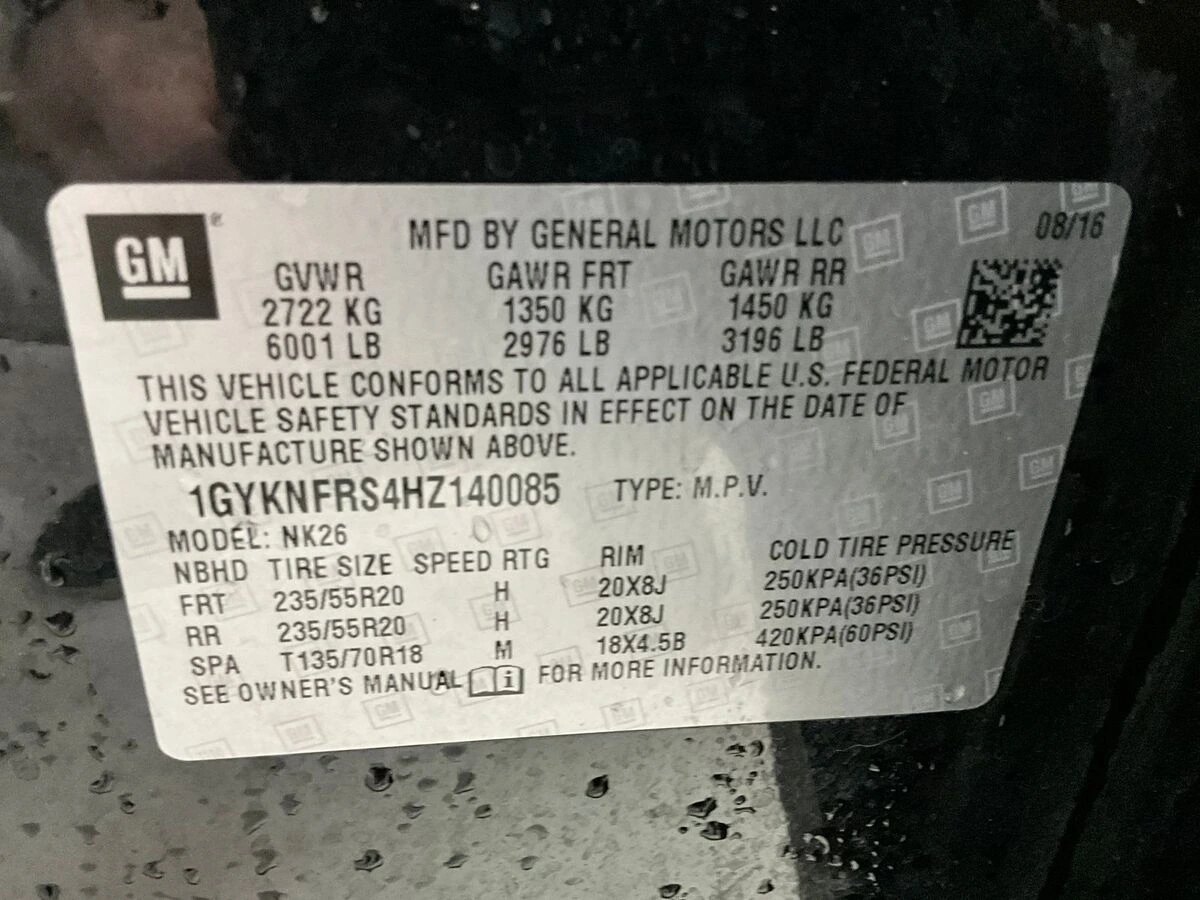 GM ®
MFD BY GENERAL MOTORS LLC 08/16
GVWR GAWR FRT GAWR RR
2722 KG 1350 KG 1450 KG
6001 LB 2976 LB 3196 LB
THIS VEHICLE CONFORMS TO ALL APPLICABLE U.S. FEDERAL MOTOR
VEHICLE SAFETY STANDARDS IN EFFECT ON THE DATE OF
MANUFACTURE SHOWN ABOVE.
1GYKNFRS4HZ140085 TYPE: M.P.V.
MODEL: NK26
NBHD TIRE SIZE SPEED RTG RIM COLD TIRE PRESSURE
FRT 235/55R20 H 20X8J 250KPA(36PSI)
RR 235/55R20 H 20X8J 250KPA(36PSI)
SPA T135/70R18 M 18X4.5B 420KPA(60PSI)
SEE OWNER'S MANUAL i FOR MORE INFORMATION.